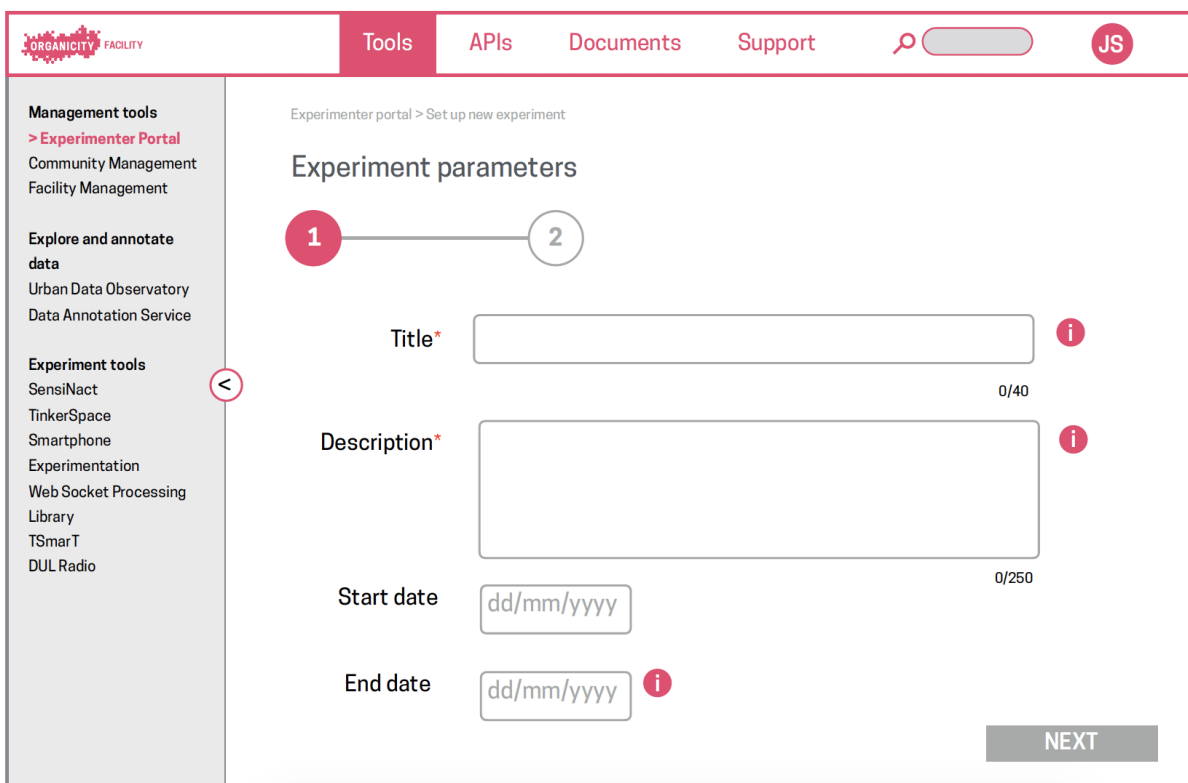 ORGANICITY FACILITY
Tools
APIs
Documents
Support
JS
Management tools
> Experimenter Portal
Community Management
Facility Management
Explore and annotate
data
Urban Data Observatory
Data Annotation Service
Experiment tools
SensiNact
TinkerSpace
Smartphone
Experimentation
Web Socket Processing
Library
TSmarT
DUL Radio
<
Experimenter portal > Set up new experiment
Experiment parameters
1
2
Title*
i
0/40
Description*
i
0/250
Start date
dd/mm/yyyy
End date
dd/mm/yyyy
i
NEXT